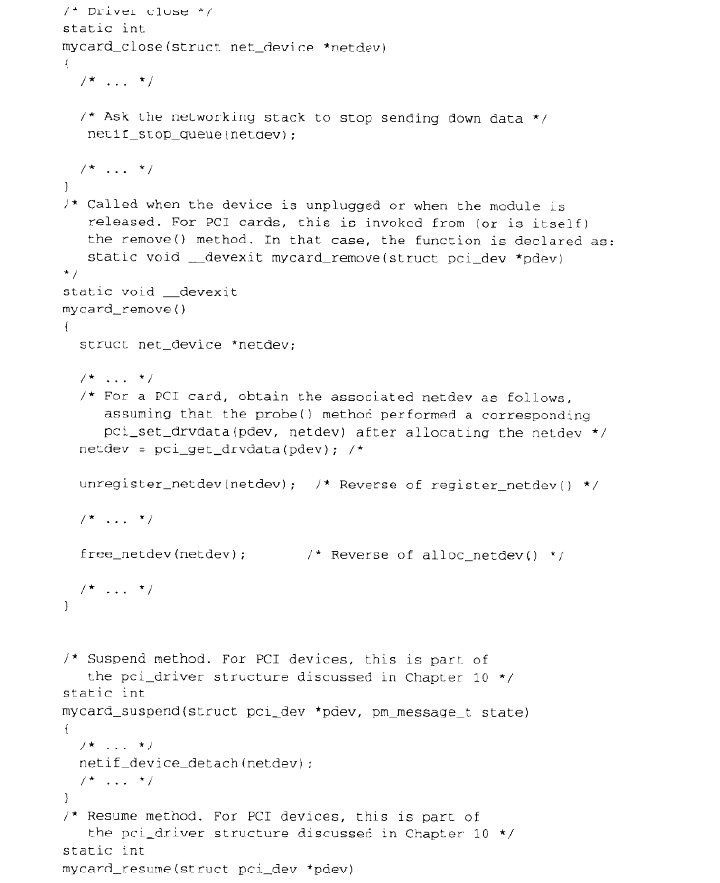 /* Driver close */
static int
mycard_close(struct net_device *netdev)
{
  /* ... */
  /* Ask the networking stack to stop sending down data */
   netif_stop_queue(netdev);
  /* ... */
}
/* Called when the device is unplugged or when the module is
   released. For PCI cards, this is invoked from (or is itself)
   the remove() method. In that case, the function is declared as:
   static void __devexit mycard_remove(struct pci_dev *pdev)
*/
static void __devexit
mycard_remove()
{
  struct net_device *netdev;
  /* ... */
  /* For a PCI card, obtain the associated netdev as follows,
     assuming that the probe() method performed a corresponding
     pci_set_drvdata(pdev, netdev) after allocating the netdev */
  netdev = pci_get_drvdata(pdev); /*
  unregister_netdev(netdev);  /* Reverse of register_netdev() */
  /* ... */
  free_netdev(netdev);       /* Reverse of alloc_netdev() */
  /* ... */
}
/* Suspend method. For PCI devices, this is part of
   the pci_driver structure discussed in Chapter 10 */
static int
mycard_suspend(struct pci_dev *pdev, pm_message_t state)
{
  /* ... */
  netif_device_detach(netdev);
  /* ... */
}
/* Resume method. For PCI devices, this is part of
   the pci_driver structure discussed in Chapter 10 */
static int
mycard_resume(struct pci_dev *pdev)